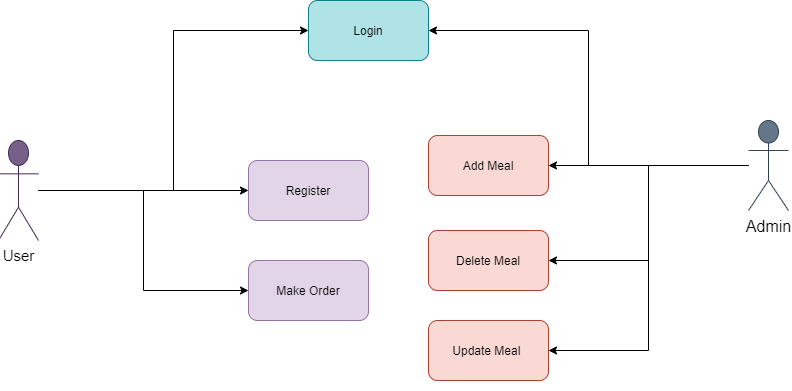 Login
Add Meal
Register
Admin
User
Delete Meal
Make Order
Update Meal